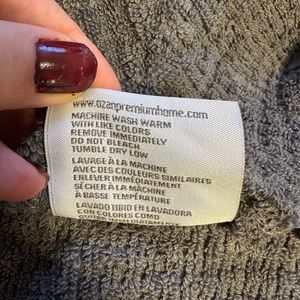 www.ozanpremiumhome.com
MACHINE WASH WARM
WITH LIKE COLORS
REMOVE IMMEDIATELY
DO NOT BLEACH
TUMBLE DRY LOW
LAVAGE À LA MACHINE
AVEC DES COULEURS SIMILAIRES
ENLEVER IMMÉDIATEMENT
SÉCHER À LA MACHINE
À BASSE TEMPÉRATURE
LAVADO TIBIO EN LAVADORA
CON COLORES COMO
QUITAR INMEDIATAMENTE